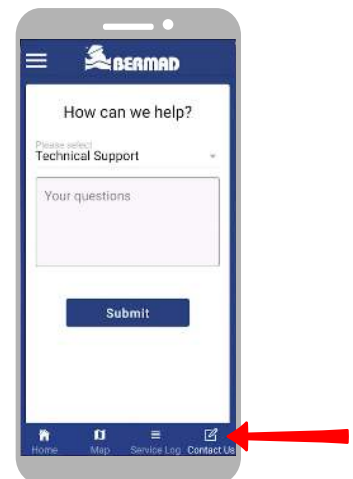 BERMAD
How can we help?
Please select
Technical Support
Your questions
Submit
Home Map Service Log Contact Us